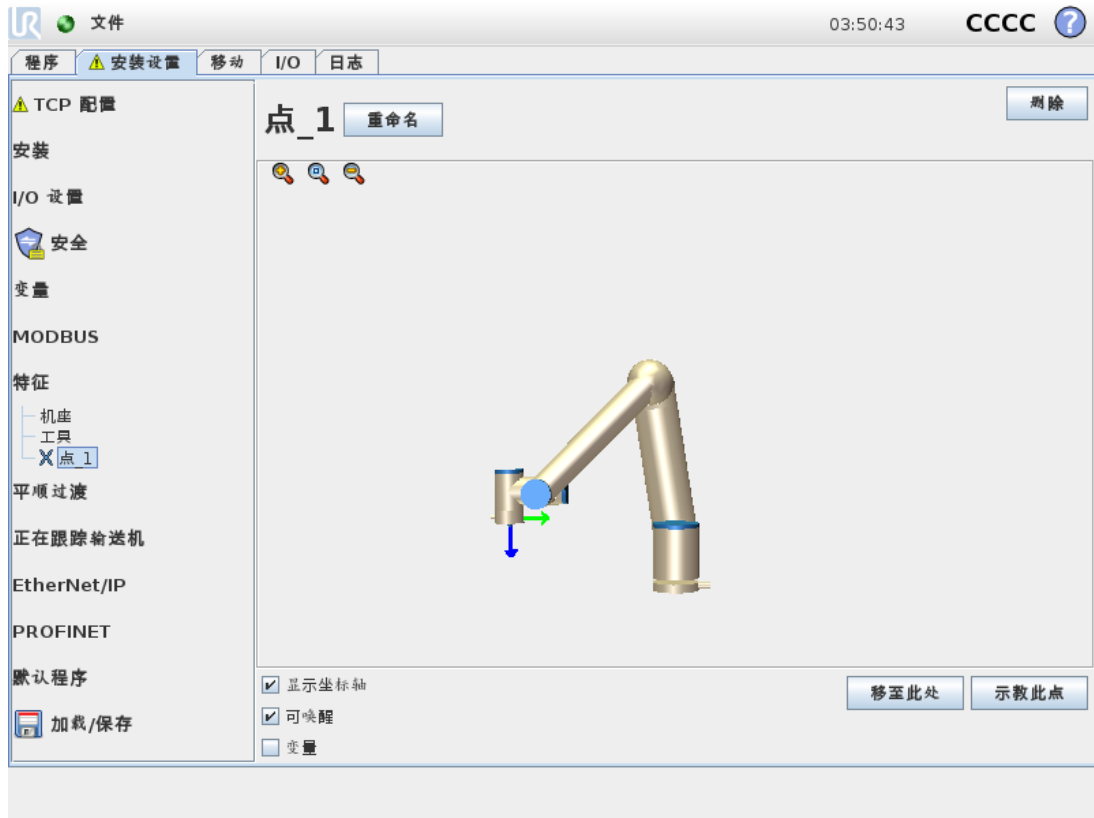 UR 文件 03:50:43 CCCC ?
程序 安装设置 移动 I/O 日志
TCP 配置
安装
I/O 设置
安全
变量
MODBUS
特征
机座
工具
点_1
平顺过渡
正在跟踪输送机
EtherNet/IP
PROFINET
默认程序
加载/保存
点_1 重命名 删除
显示坐标轴
可唤醒
变量
移至此处 示教此点